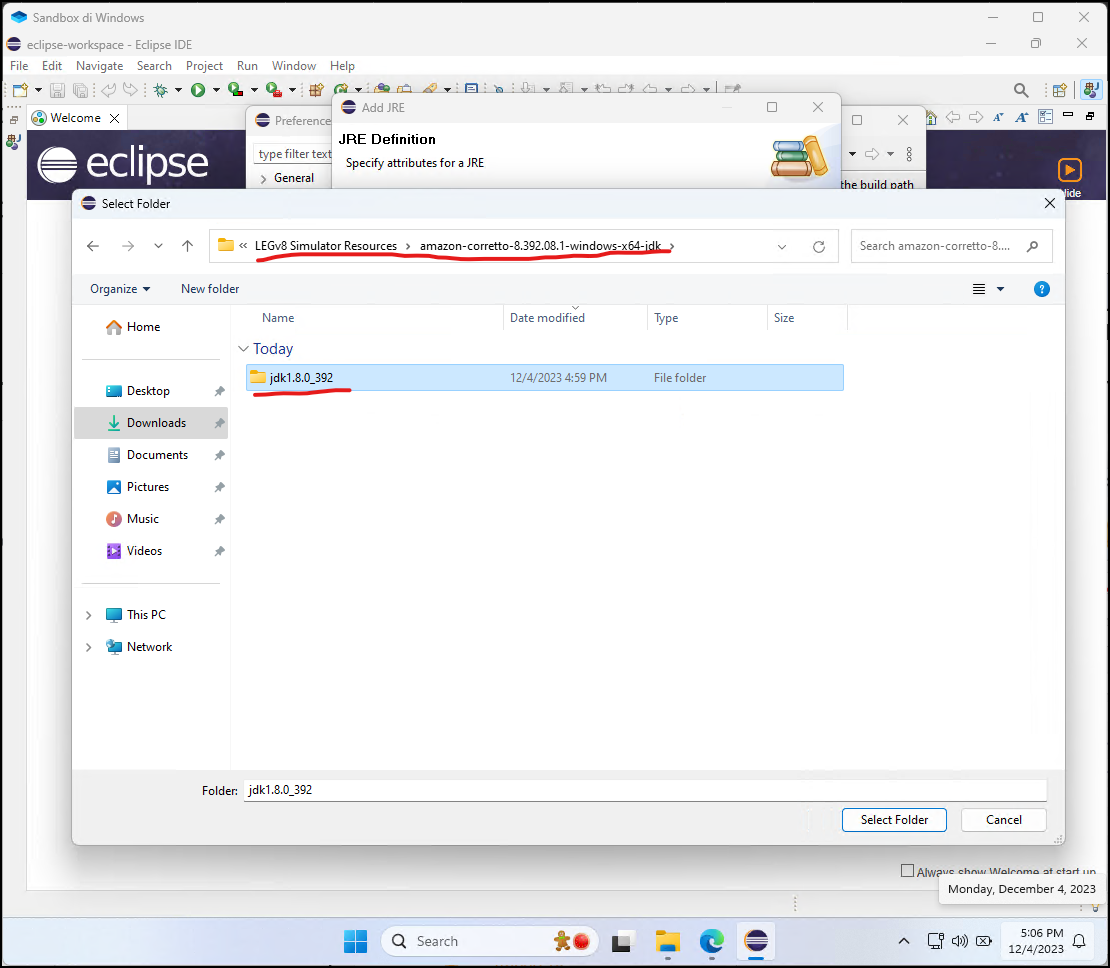 Sandbox di Windows
eclipse-workspace - Eclipse IDE
File Edit Navigate Search Project Run Window Help
Welcome
eclipse
Preference
type filter text
General
Add JRE
JRE Definition
Specify attributes for a JRE
the build path
Select Folder
« LEGv8 Simulator Resources > amazon-corretto-8.392.08.1-windows-x64-jdk >
Search amazon-corretto-8....
Organize New folder
Name Date modified Type Size
Today
jdk1.8.0_392 12/4/2023 4:59 PM File folder
Home
Desktop
Downloads
Documents
Pictures
Music
Videos
This PC
Network
Folder: jdk1.8.0_392
Select Folder Cancel
Always show Welcome at start up
Monday, December 4, 2023
Search
5:06 PM
12/4/2023